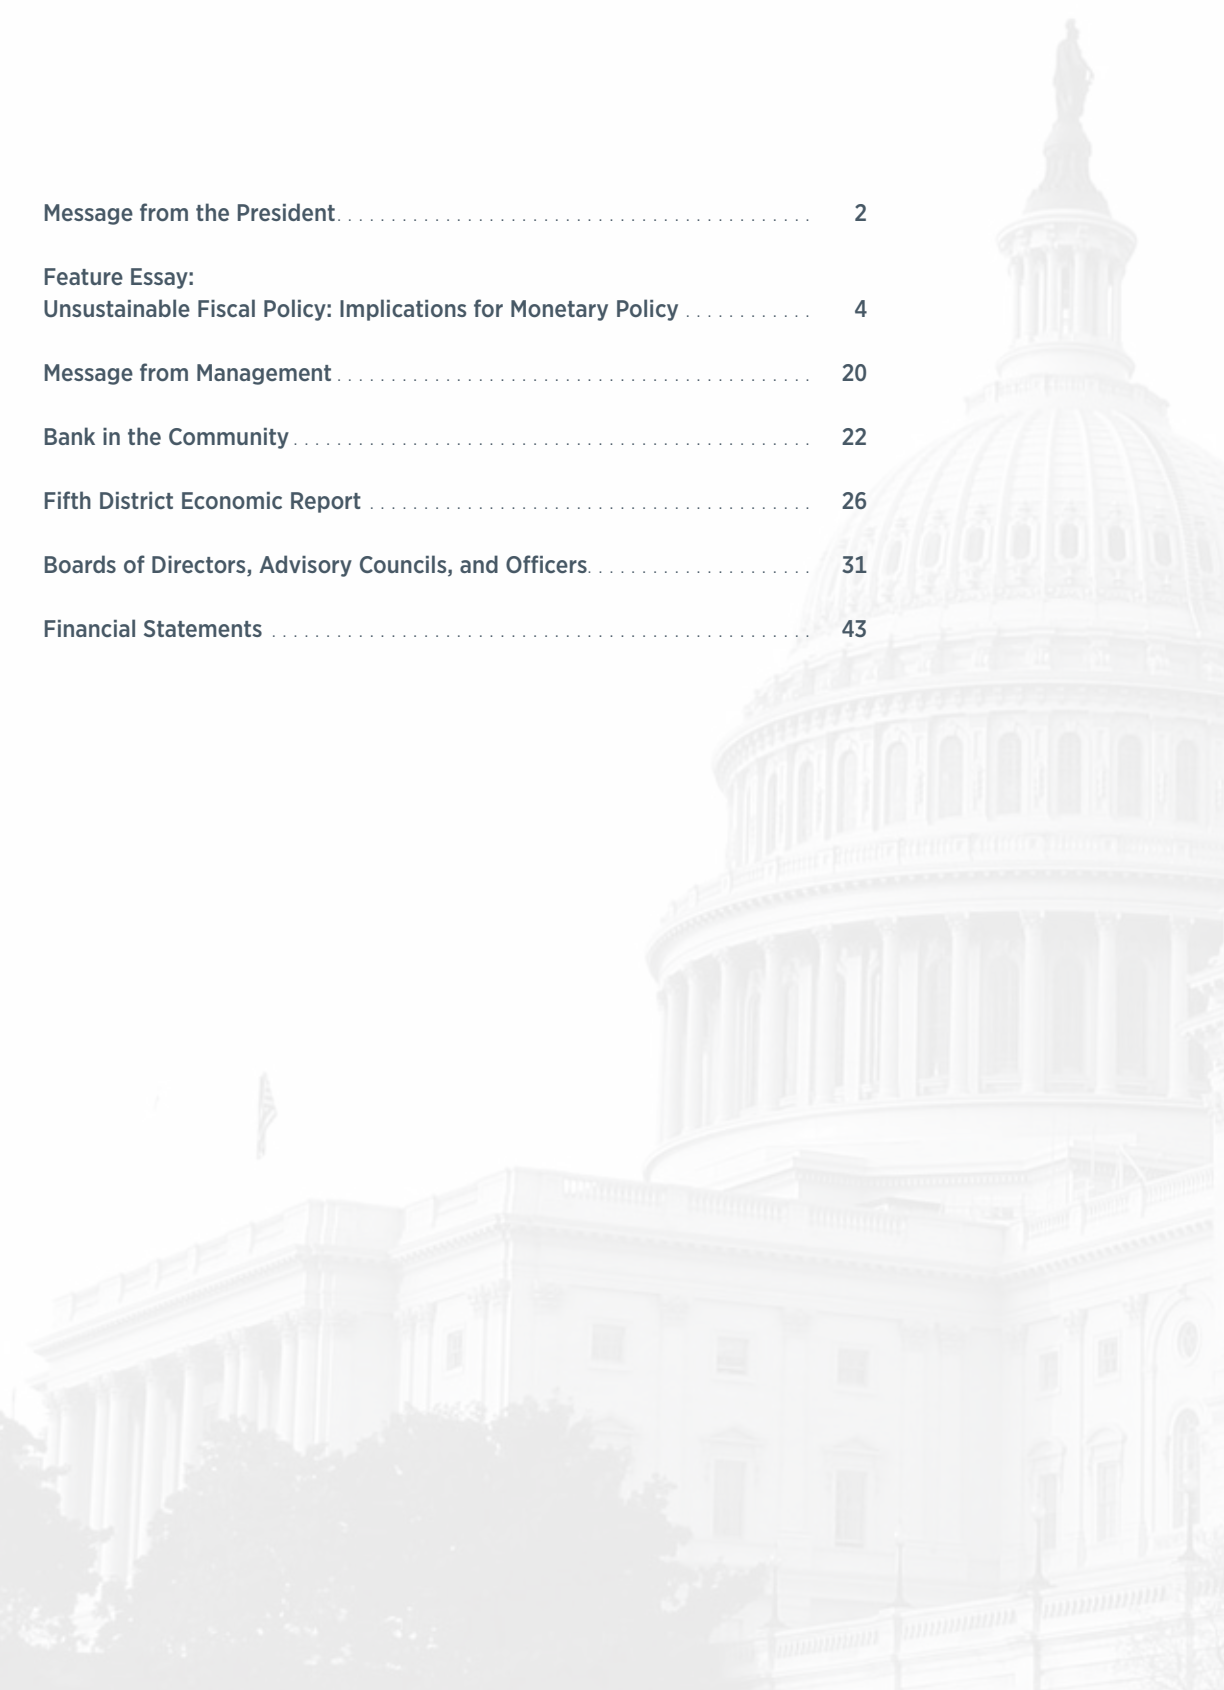 Message from the President. . . . . . . . . . . . . . . . . . . . . . . . . . . . . . . . . . . . . . . . . . . . 2
Feature Essay:
Unsustainable Fiscal Policy: Implications for Monetary Policy . . . . . . . . . . . . 4
Message from Management . . . . . . . . . . . . . . . . . . . . . . . . . . . . . . . . . . . . . . . . . . . . 20
Bank in the Community . . . . . . . . . . . . . . . . . . . . . . . . . . . . . . . . . . . . . . . . . . . . . . . . 22
Fifth District Economic Report . . . . . . . . . . . . . . . . . . . . . . . . . . . . . . . . . . . . . . . . . 26
Boards of Directors, Advisory Councils, and Officers. . . . . . . . . . . . . . . . . . . . . 31
Financial Statements . . . . . . . . . . . . . . . . . . . . . . . . . . . . . . . . . . . . . . . . . . . . . . . . . . 43